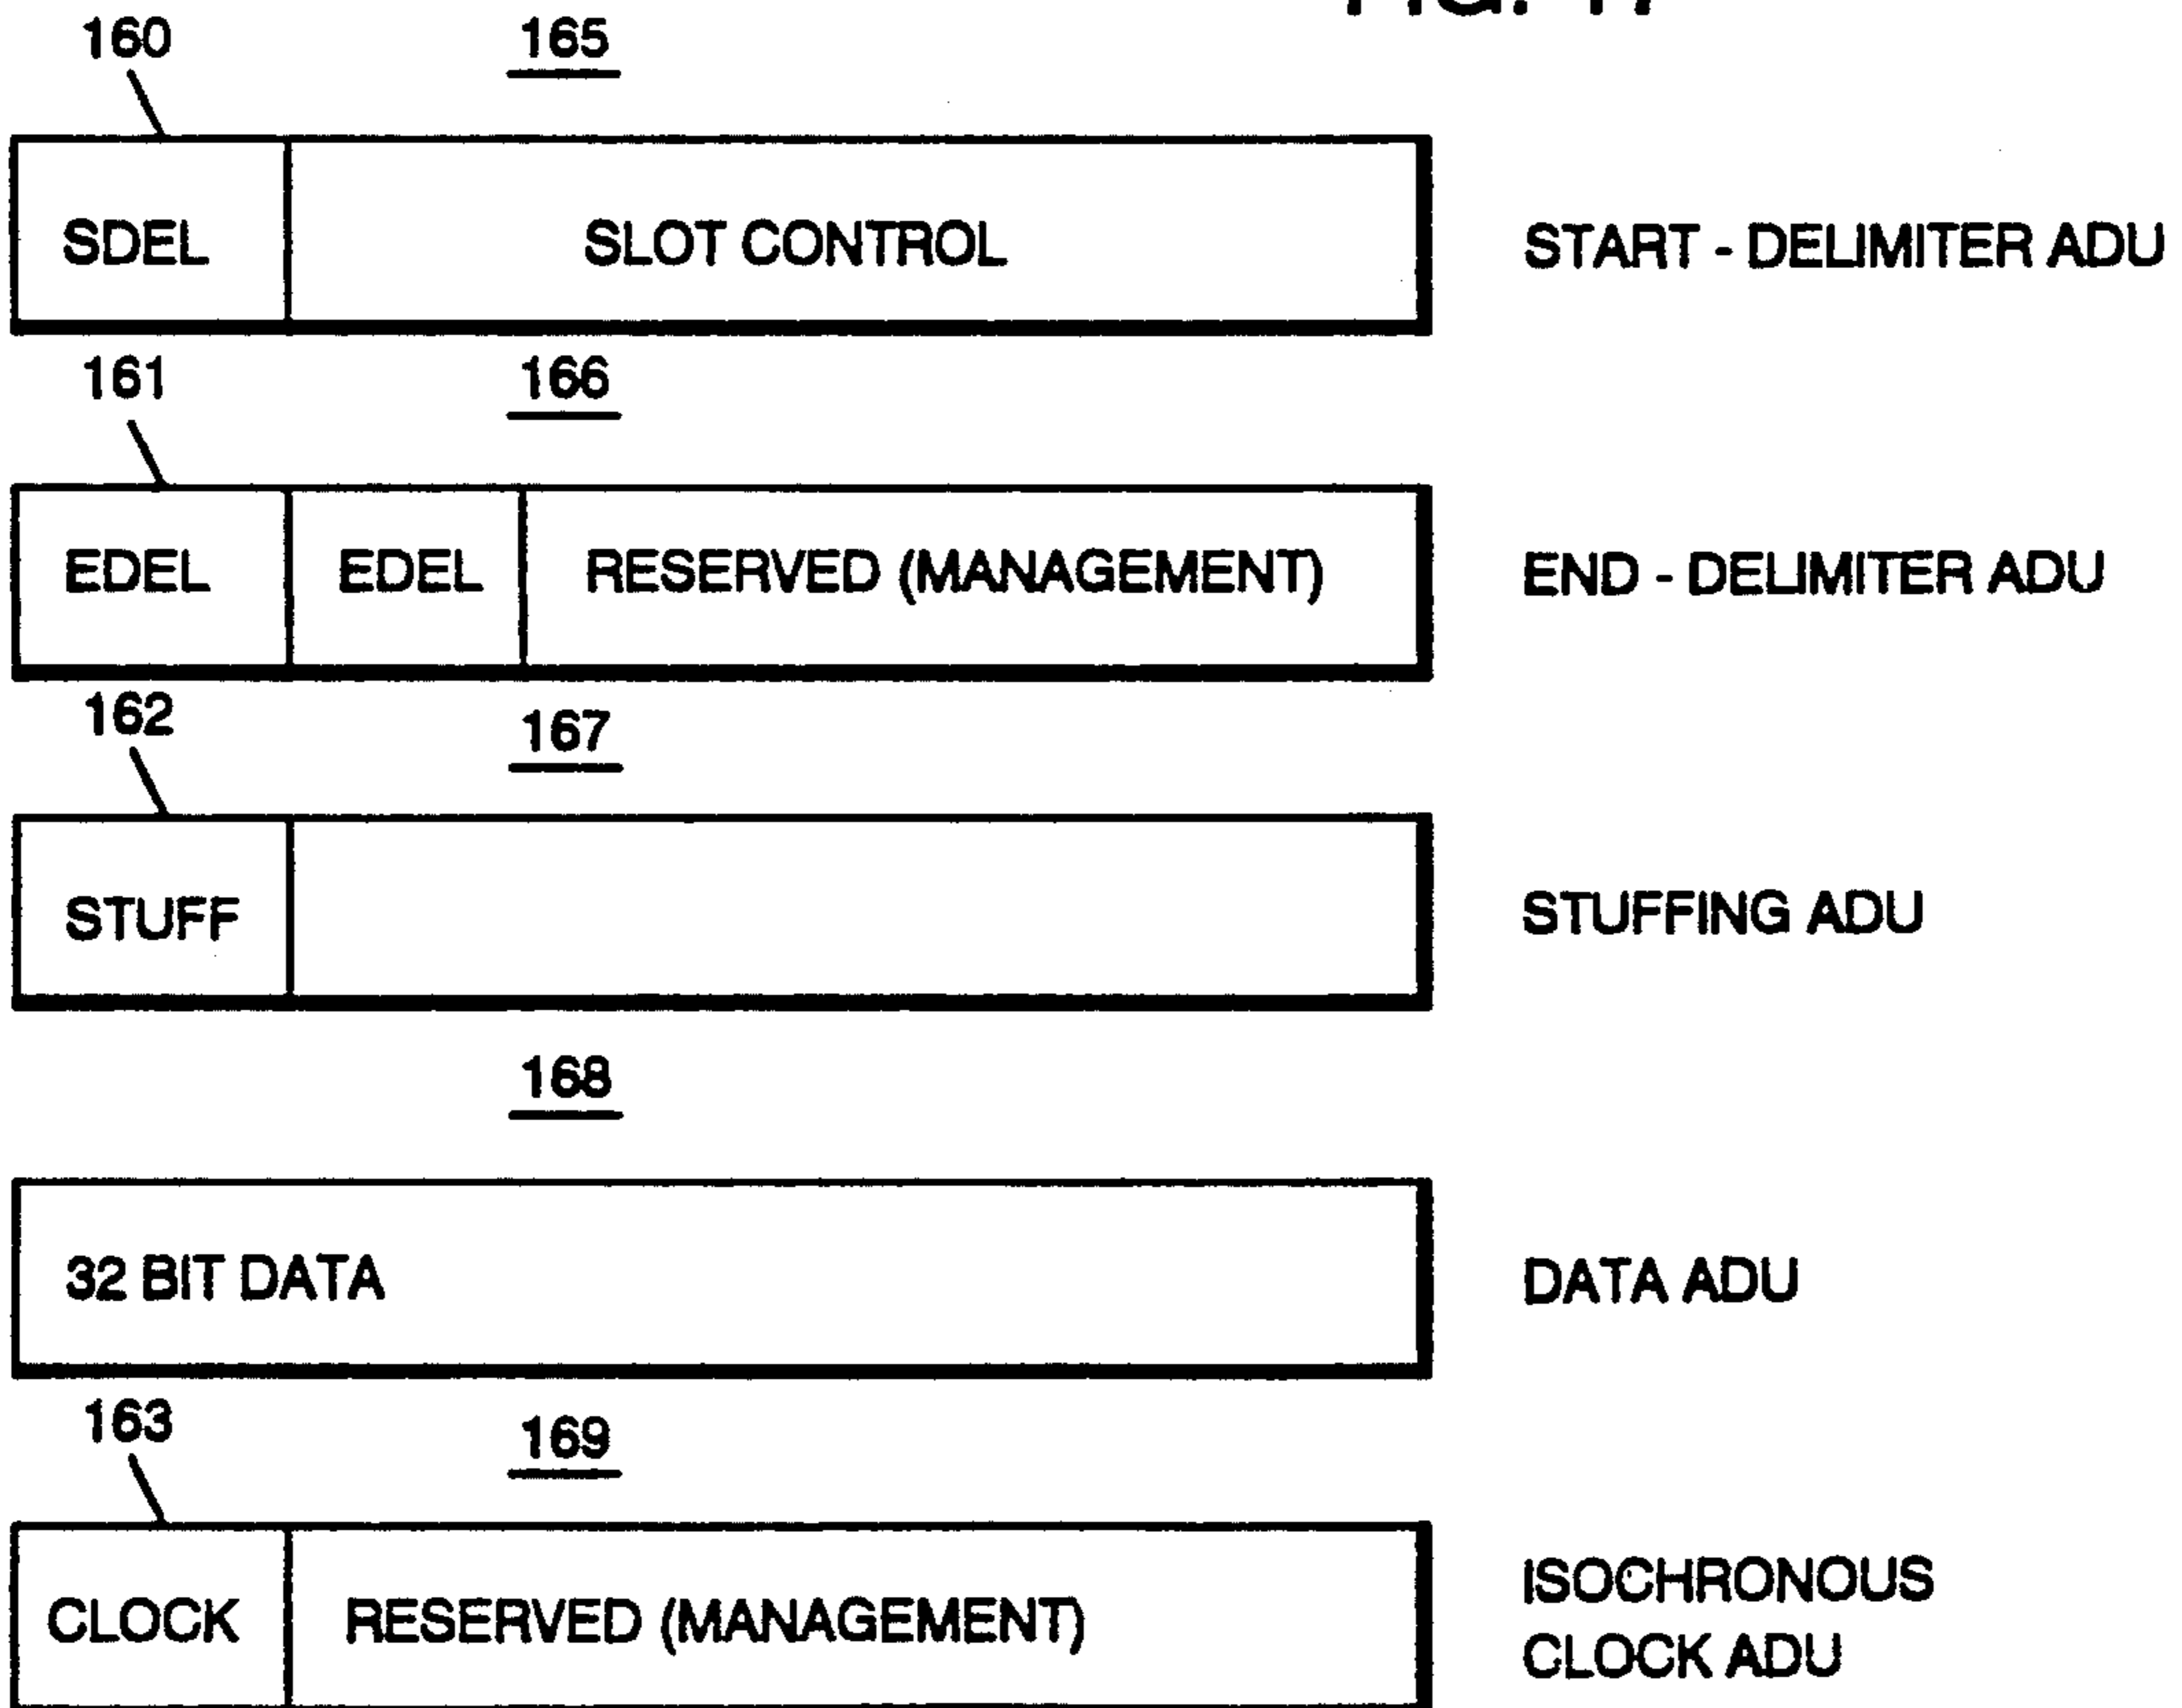 160 165
SDEL SLOT CONTROL START - DELIMITER ADU
161 166
EDEL EDEL RESERVED (MANAGEMENT) END - DELIMITER ADU
162 167
STUFF STUFFING ADU
168
32 BIT DATA DATA ADU
163 169
CLOCK RESERVED (MANAGEMENT) ISOCHRONOUS
CLOCK ADU